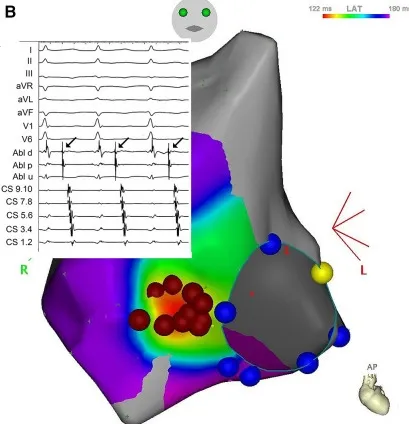 B
122 ms LAT 180 ms
I
II
III
aVR
aVL
aVF
V1
V6
Abl d
Abl p
Abl u
CS 9.10
CS 7.8
CS 5.6
CS 3.4
CS 1.2
R
L
AP